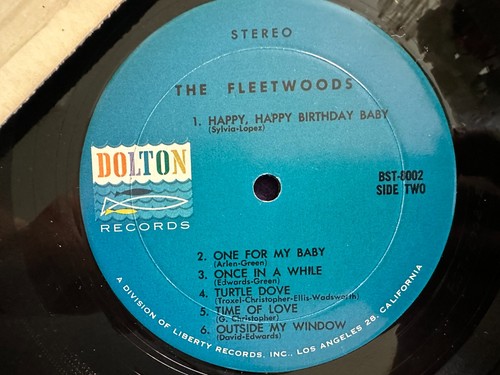 STEREO
THE FLEETWOODS
1. HAPPY, HAPPY BIRTHDAY BABY
(Sylvia-Lopez)
DOLTON
RECORDS
BST-8002
SIDE TWO
2. ONE FOR MY BABY
(Arlen-Green)
3. ONCE IN A WHILE
(Edwards-Green)
4. TURTLE DOVE
(Troxel-Christopher-Ellis-Wadsworth)
5. TIME OF LOVE
(G. Christopher)
6. OUTSIDE MY WINDOW
(David-Edwards)
A DIVISION OF LIBERTY RECORDS, INC., LOS ANGELES 28, CALIFORNIA